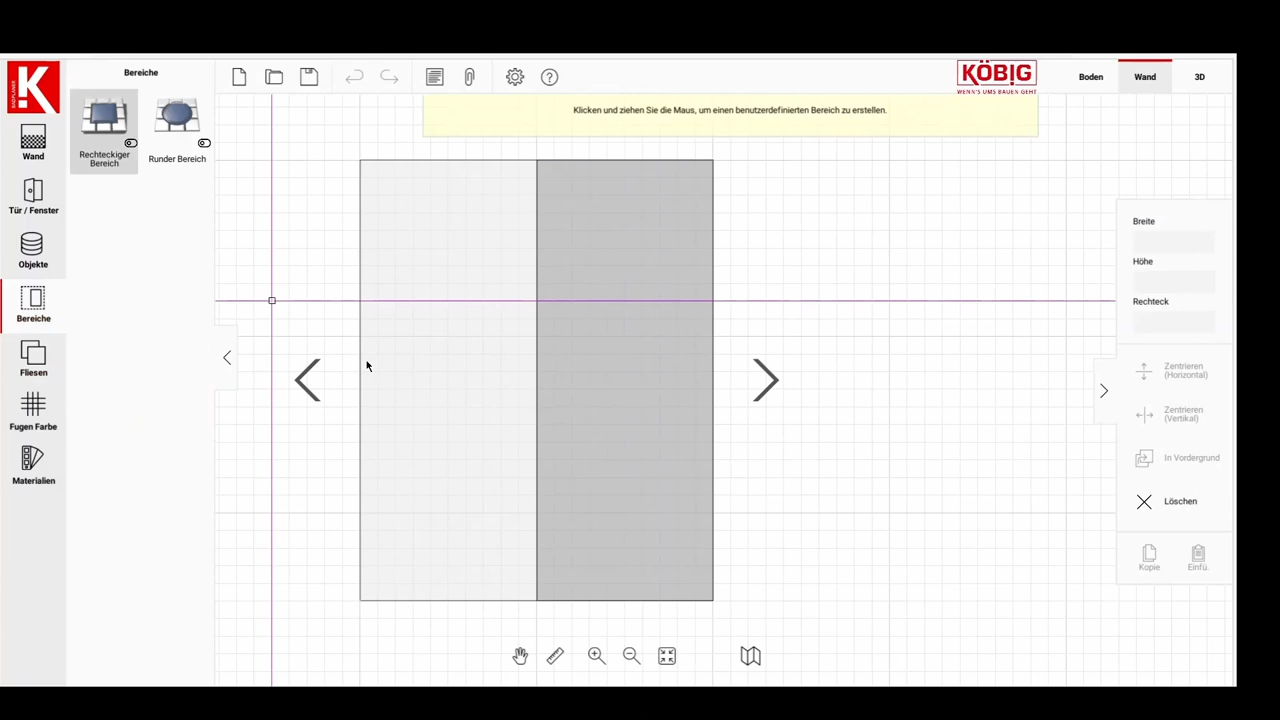 Bereiche
KÖBIG
WENN'S UMS BAUEN GEHT
Boden
Wand
3D
Klicken und ziehen Sie die Maus, um einen benutzerdefinierten Bereich zu erstellen.
Wand
Tür / Fenster
Objekte
Bereiche
Fliesen
Fugen Farbe
Materialien
Rechteckiger
Bereich
Runder Bereich
Breite
Höhe
Rechteck
Zentrieren
(Horizontal)
Zentrieren
(Vertikal)
In Vordergrund
Löschen
Kopie
Einfü.